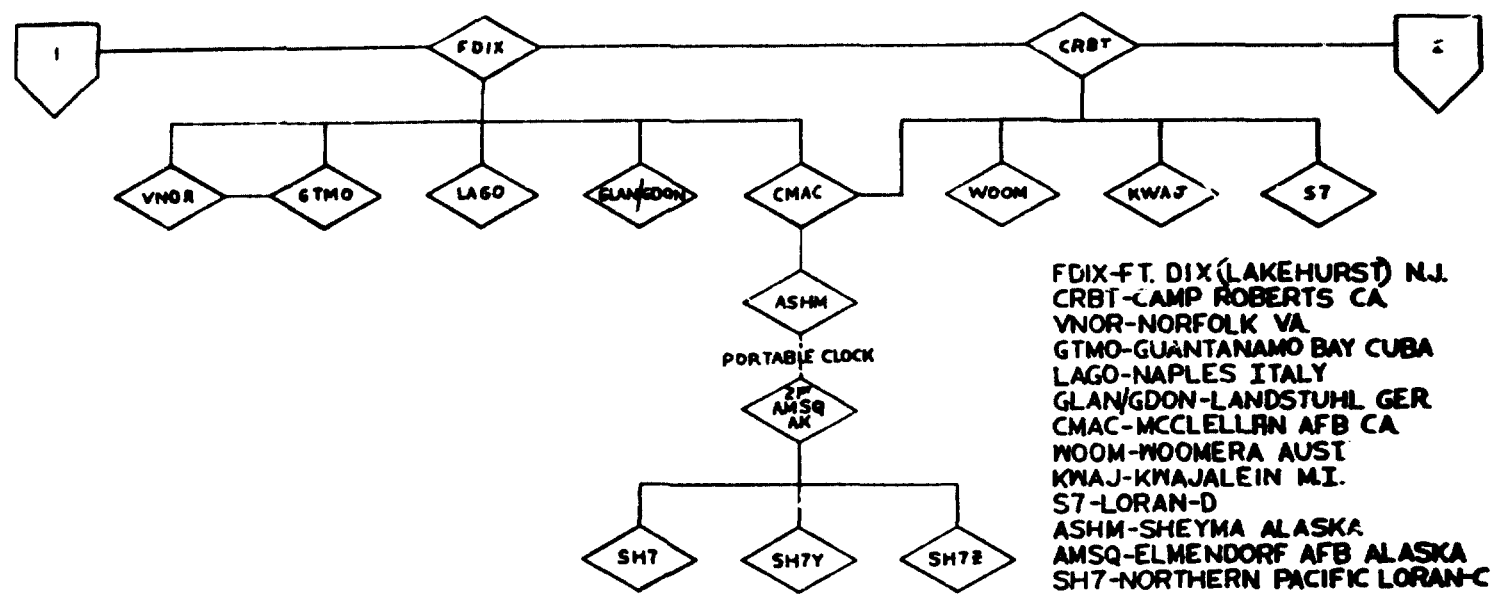 1
FDIX
CRBT
2
VNOR
GTMO
LAGO
GLAN/GDON
CMAC
WOOM
KWAJ
S7
ASHM
PORTABLE CLOCK
AMSQ
AK
SH7
SH7Y
SH7Z
FDIX-FT. DIX (LAKEHURST) N.J.
CRBT-CAMP ROBERTS CA
VNOR-NORFOLK VA
GTMO-GUANTANAMO BAY CUBA
LAGO-NAPLES ITALY
GLAN/GDON-LANDSTUHL GER
CMAC-MCCLELLAN AFB CA
WOOM-WOOMERA AUST
KWAJ-KWAJALEIN M.I.
S7-LORAN-D
ASHM-SHEYMA ALASKA
AMSQ-ELMENDORF AFB ALASKA
SH7-NORTHERN PACIFIC LORAN-C